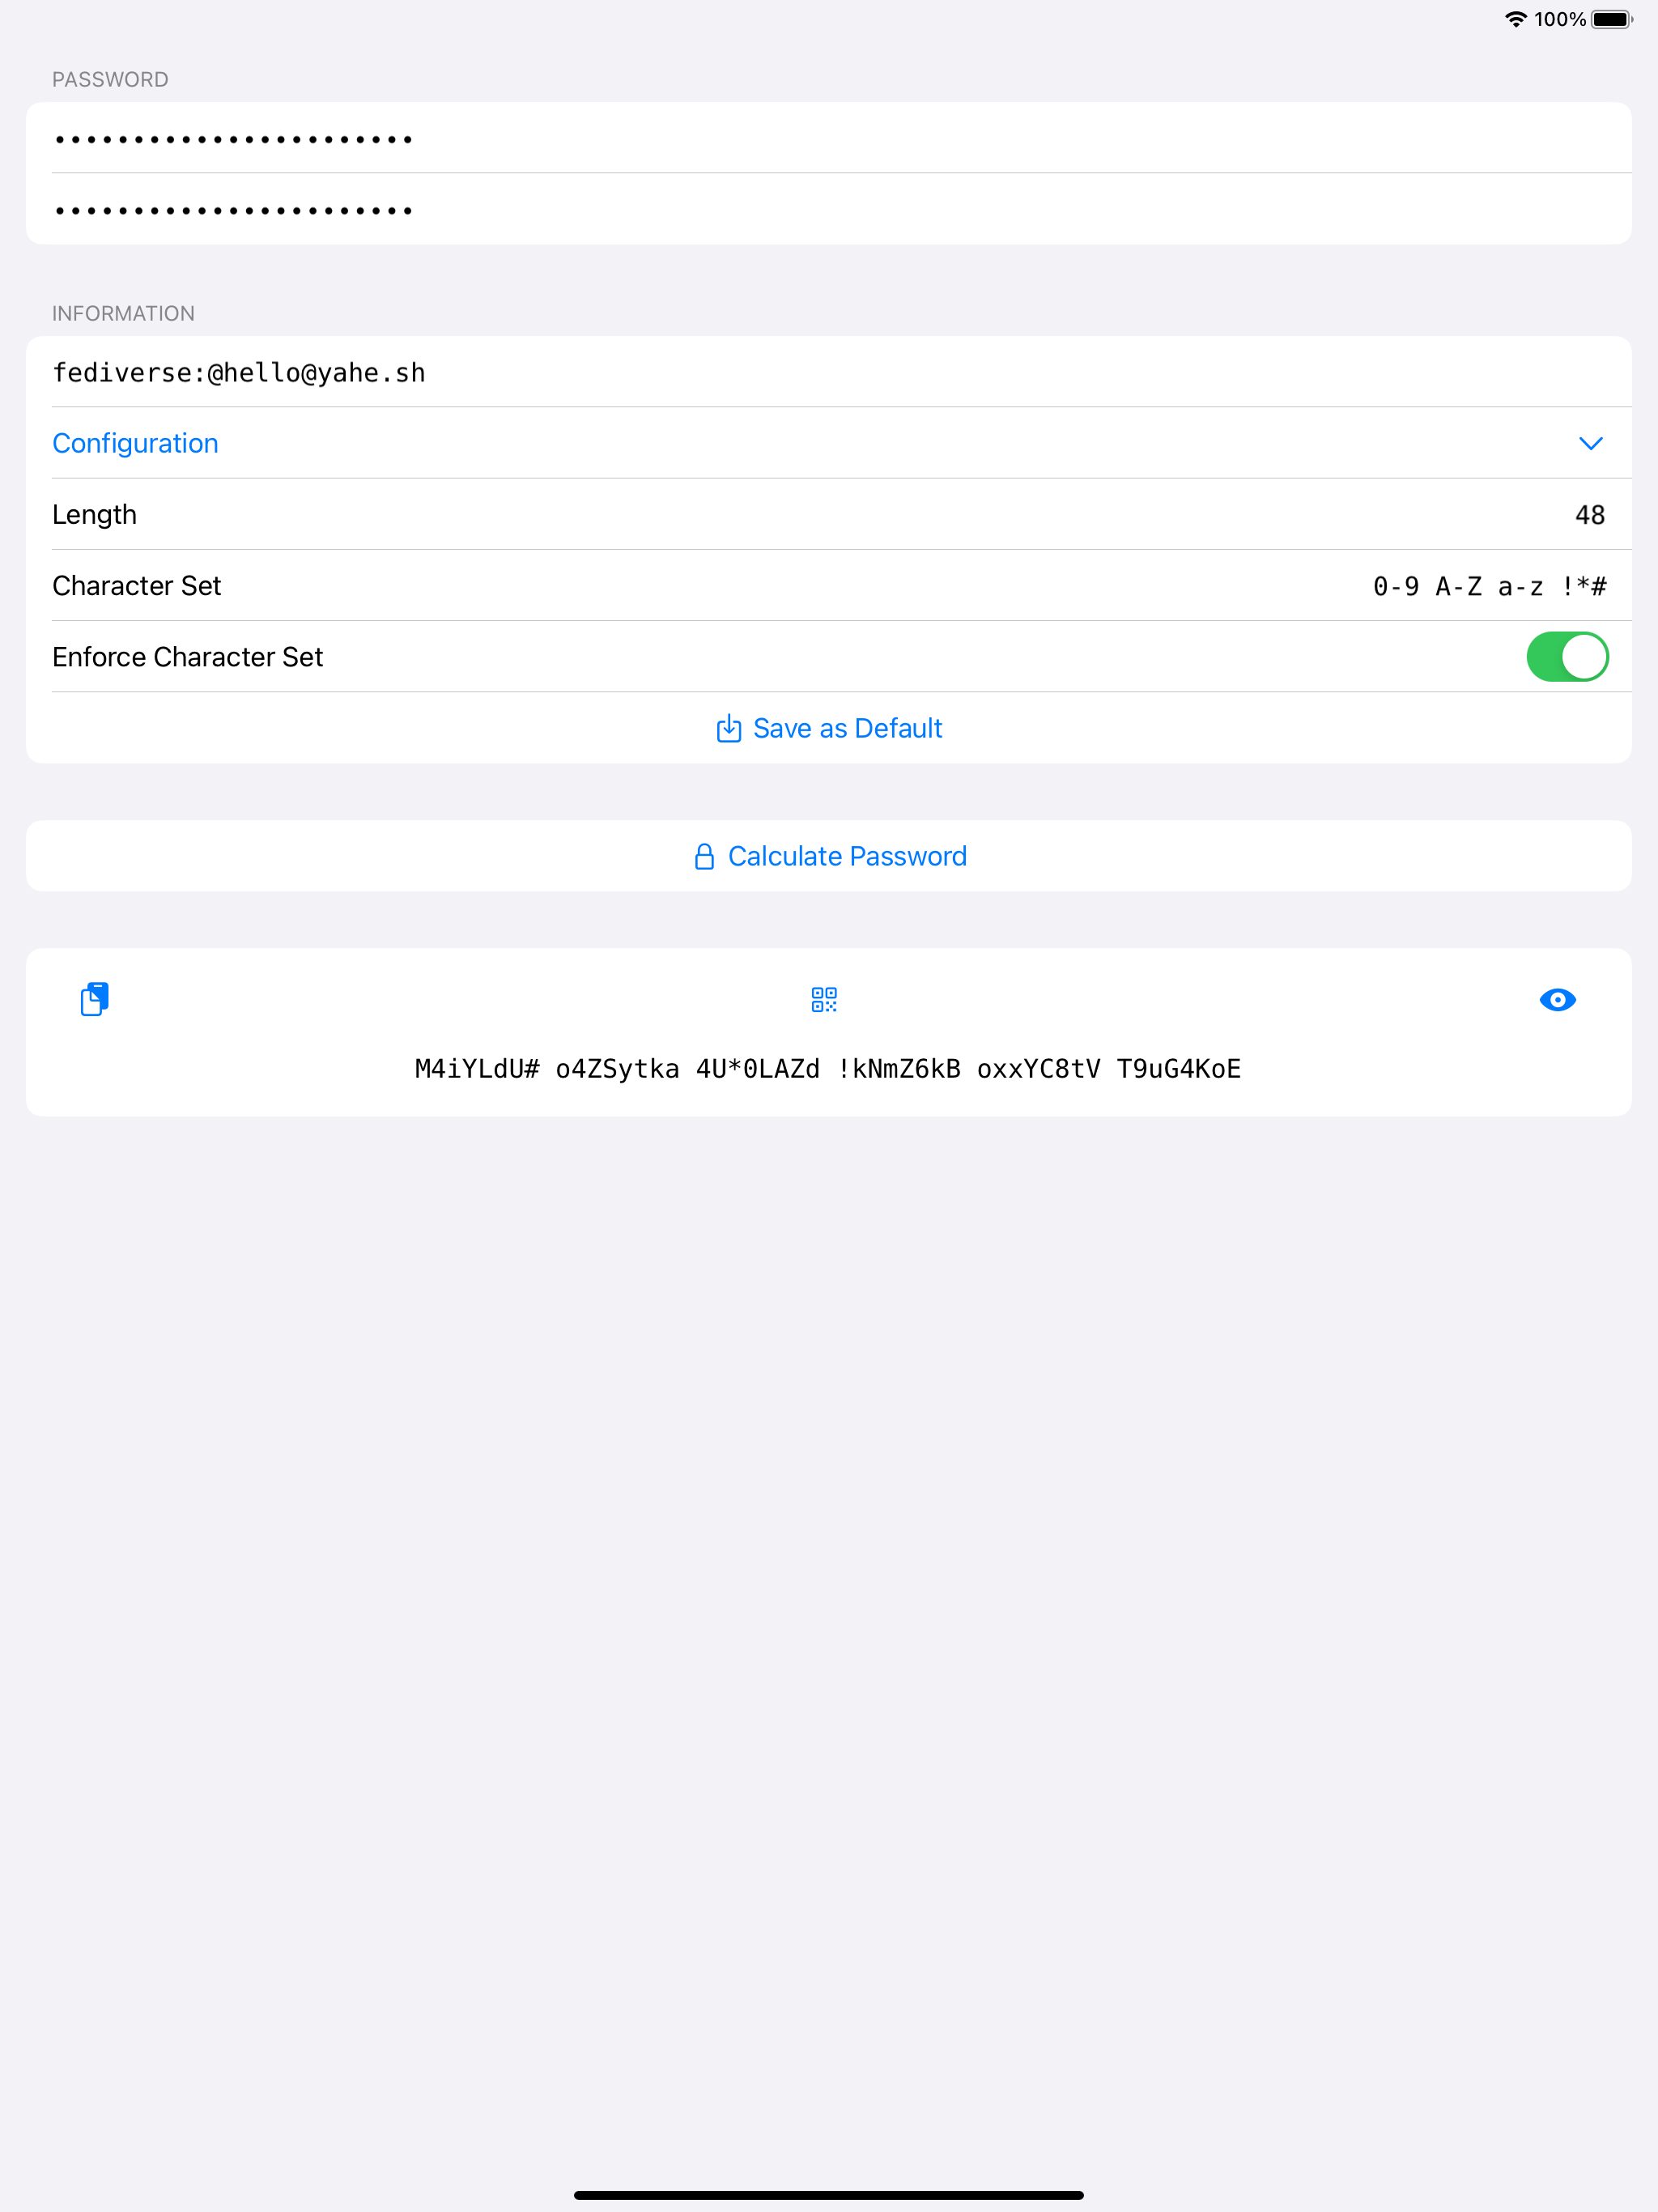 100%
PASSWORD
•••••••••••••••••••••••
•••••••••••••••••••••••
INFORMATION
fediverse:@hello@yahe.sh
Configuration
Length 48
Character Set 0-9 A-Z a-z !*#
Enforce Character Set
Save as Default
Calculate Password
M4iYLdU# o4ZSytka 4U*0LAZd !kNmZ6kB oxxYC8tV T9uG4KoE